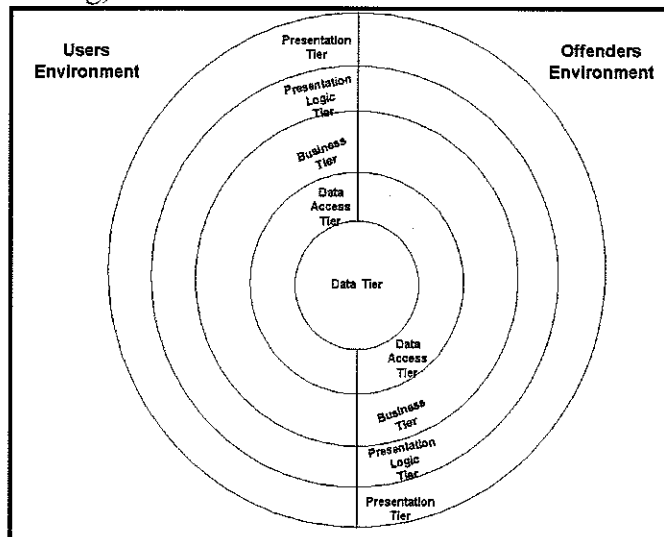 Users
Environment
Offenders
Environment
Presentation
Tier
Presentation
Logic
Tier
Business
Tier
Data
Access
Tier
Data Tier
Data
Access
Tier
Business
Tier
Presentation
Logic
Tier
Presentation
Tier